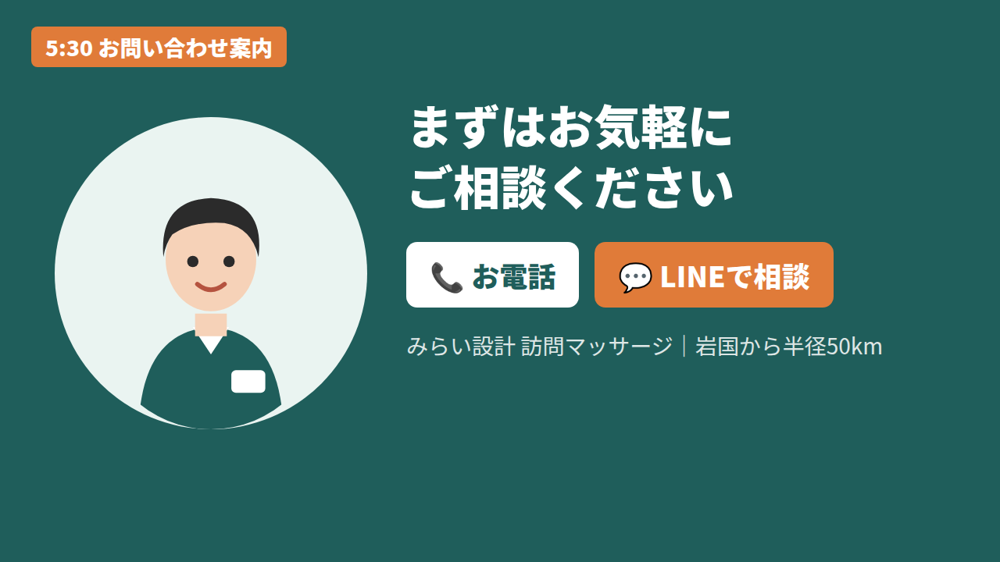 5:30 お問い合わせ案内
まずはお気軽に
ご相談ください
📞 お電話
💬 LINEで相談
みらい設計 訪問マッサージ｜岩国から半径50km